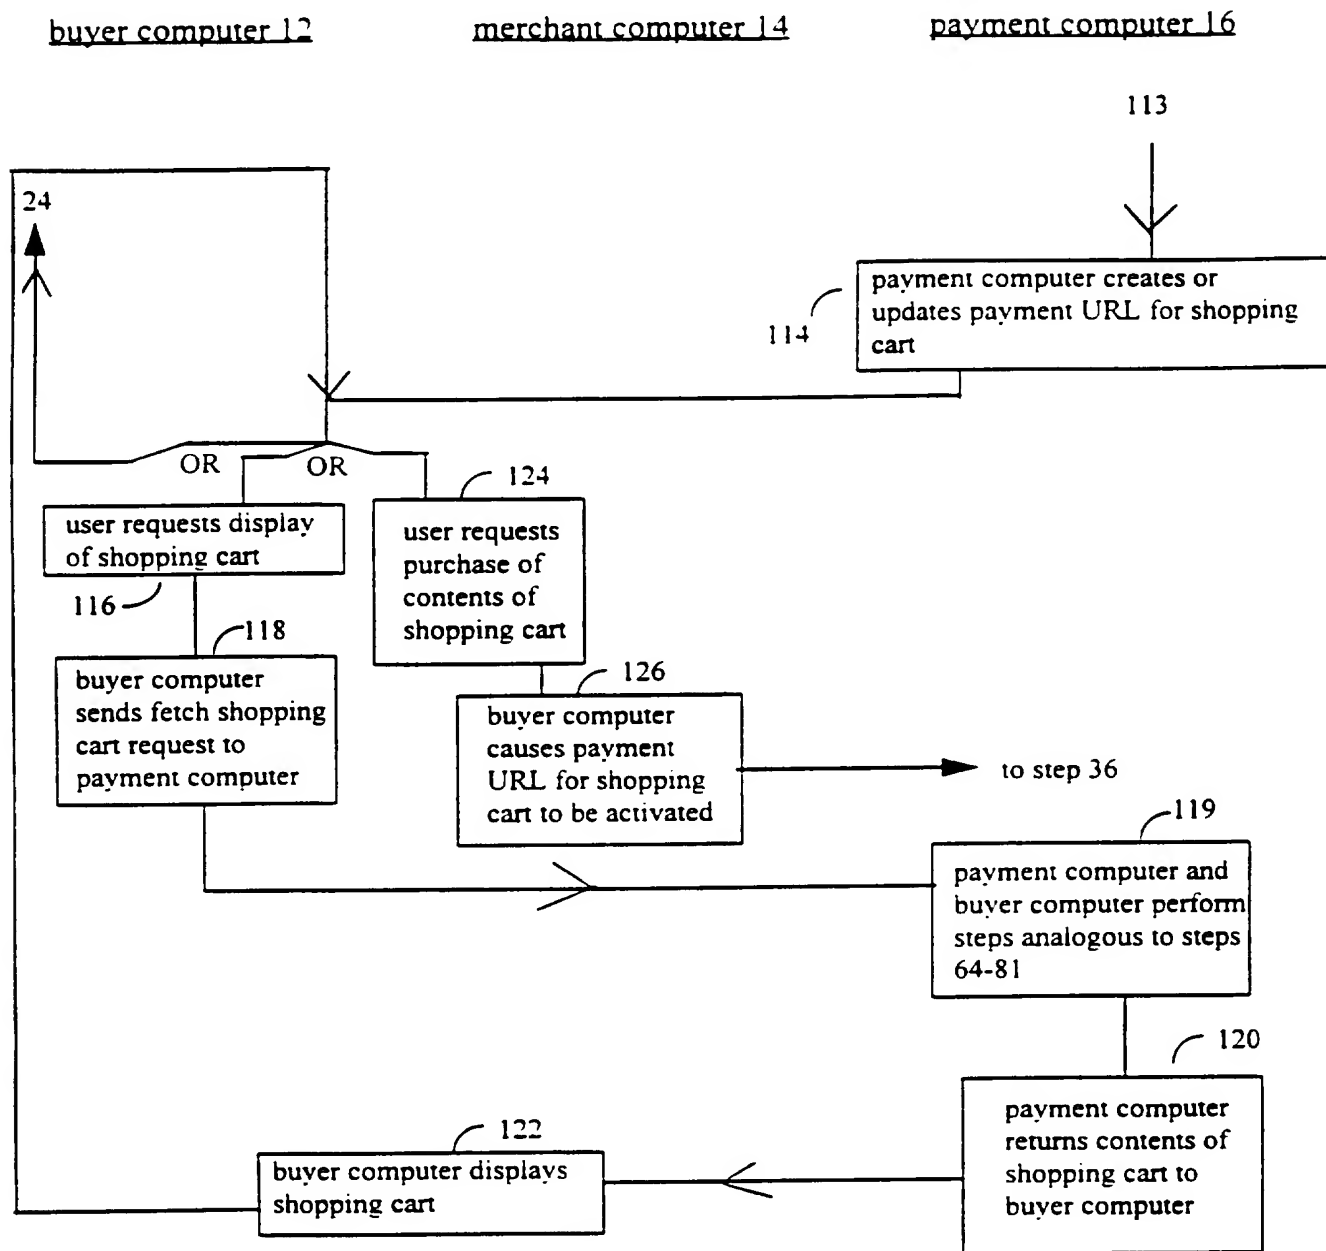 buyer computer 12
merchant computer 14
payment computer 16
113
24
payment computer creates or
updates payment URL for shopping
cart
114
OR
OR
124
user requests display
of shopping cart
116
user requests
purchase of
contents of
shopping cart
118
buyer computer
sends fetch shopping
cart request to
payment computer
126
buyer computer
causes payment
URL for shopping
cart to be activated
to step 36
119
payment computer and
buyer computer perform
steps analogous to steps
64-81
120
payment computer
returns contents of
shopping cart to
buyer computer
122
buyer computer displays
shopping cart